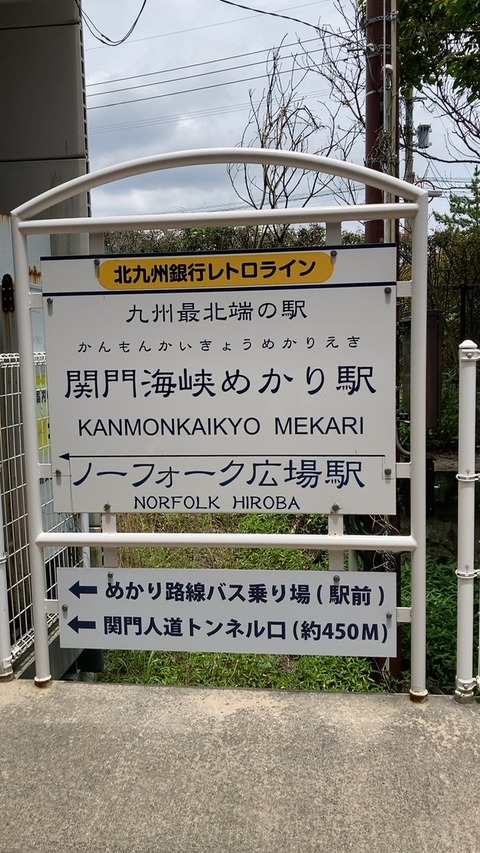 北九州銀行レトロライン
九州最北端の駅
かんもんかいきょうめかりえき
関門海峡めかり駅
KANMONKAIKYO MEKARI
ノーフォーク広場駅
NORFOLK HIROBA
← めかり路線バス乗り場(駅前)
← 関門人道トンネル口(約450M)